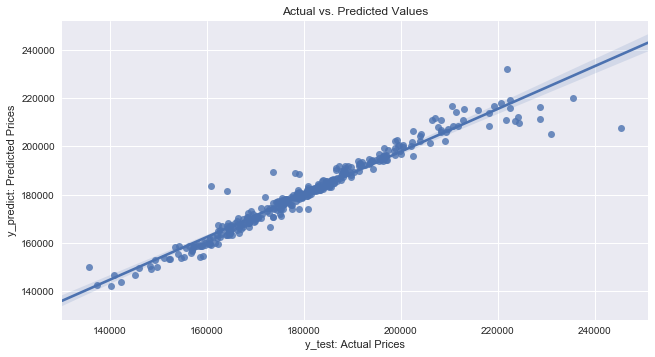 Actual vs. Predicted Values
240000
220000
200000
180000
160000
140000
y_predict: Predicted Prices
140000 160000 180000 200000 220000 240000
y_test: Actual Prices